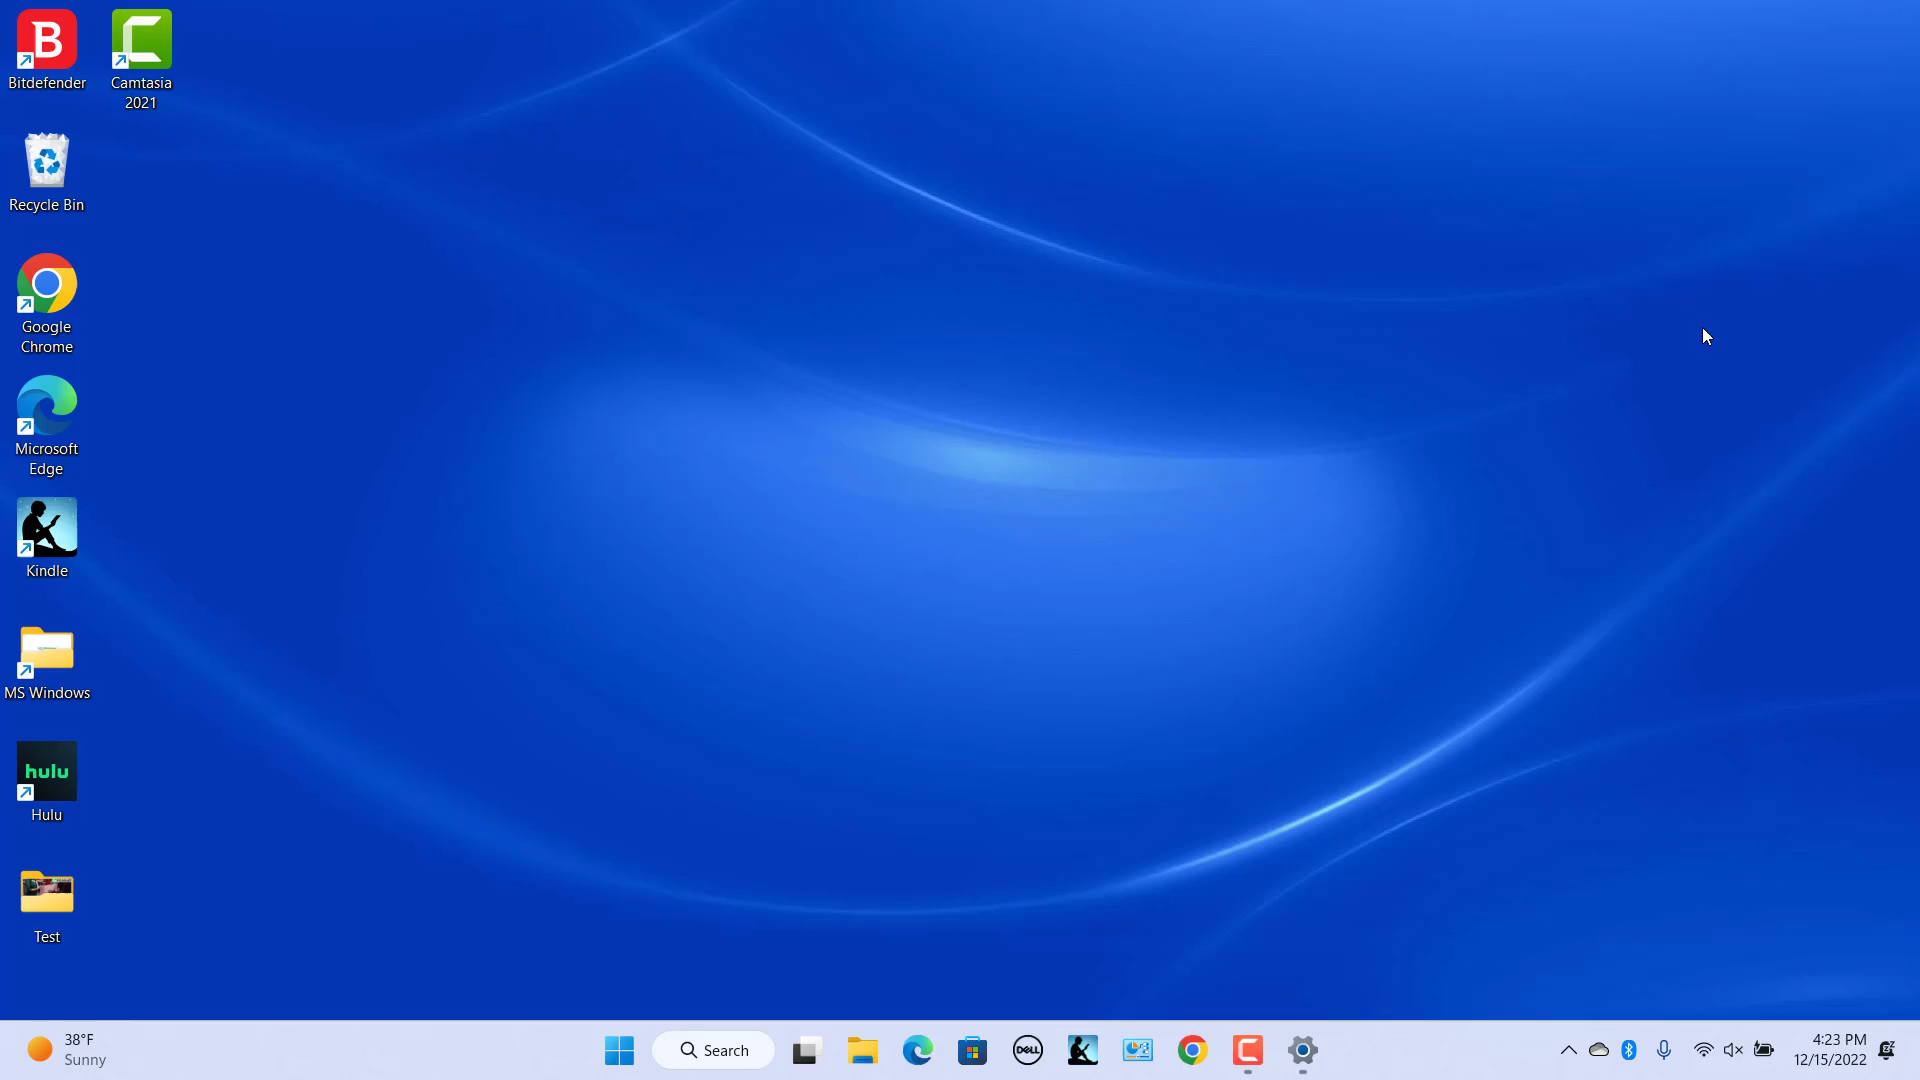 B
Bitdefender
Camtasia
2021
Recycle Bin
Google
Chrome
Microsoft
Edge
Kindle
MS Windows
hulu
Hulu
Test
38°F
Sunny
Search
DELL
4:23 PM
12/15/2022